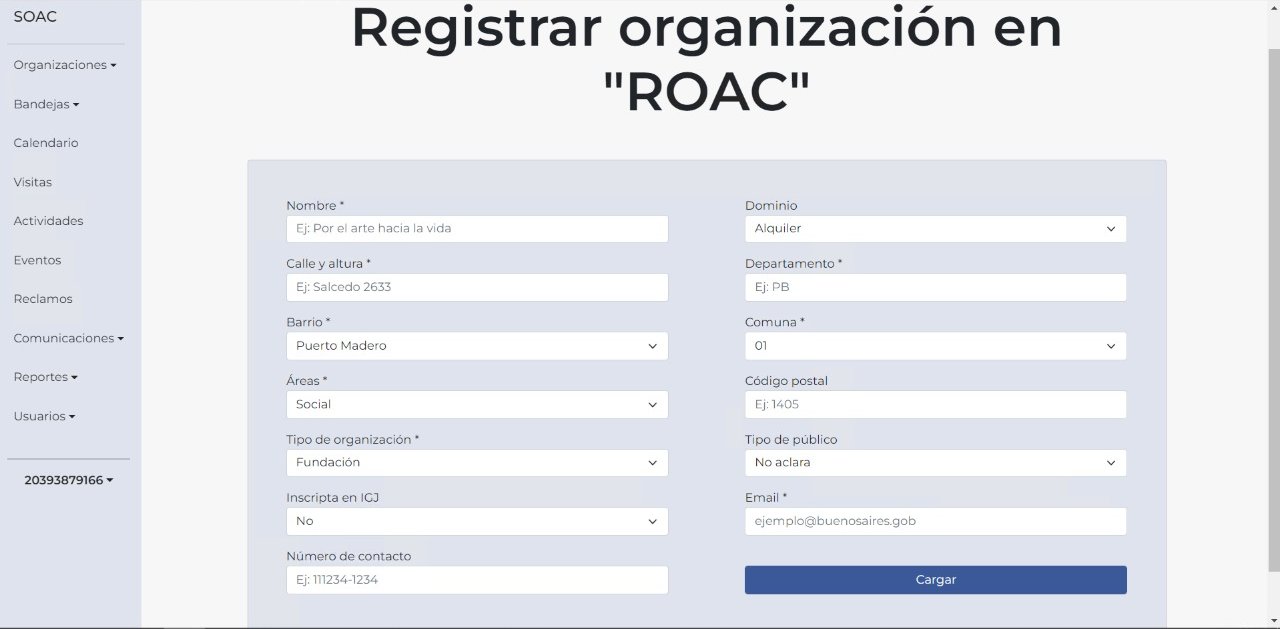 SOAC
Organizaciones
Bandejas
Calendario
Visitas
Actividades
Eventos
Reclamos
Comunicaciones
Reportes
Usuarios
20393879166
Registrar organización en
"ROAC"
Nombre *
Ej: Por el arte hacia la vida
Dominio
Alquiler
Calle y altura *
Ej: Salcedo 2633
Departamento *
Ej: PB
Barrio *
Puerto Madero
Comuna *
01
Áreas *
Social
Código postal
Ej: 1405
Tipo de organización *
Fundación
Tipo de público
No aclara
Inscripta en IGJ
No
Email *
ejemplo@buenosaires.gob
Número de contacto
Ej: 111234-1234
Cargar